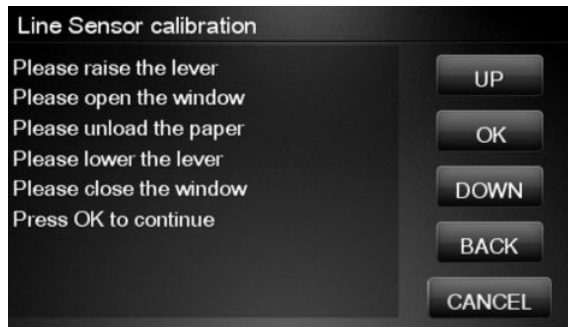 Line Sensor calibration
Please raise the lever
Please open the window
Please unload the paper
Please lower the lever
Please close the window
Press OK to continue
UP
OK
DOWN
BACK
CANCEL